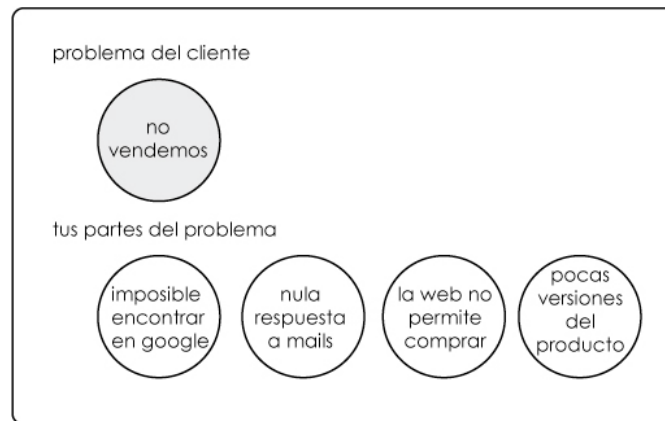 problema del cliente
no
vendemos
tus partes del problema
imposible
encontrar
en google
nula
respuesta
a mails
la web no
permite
comprar
pocas
versiones
del
producto